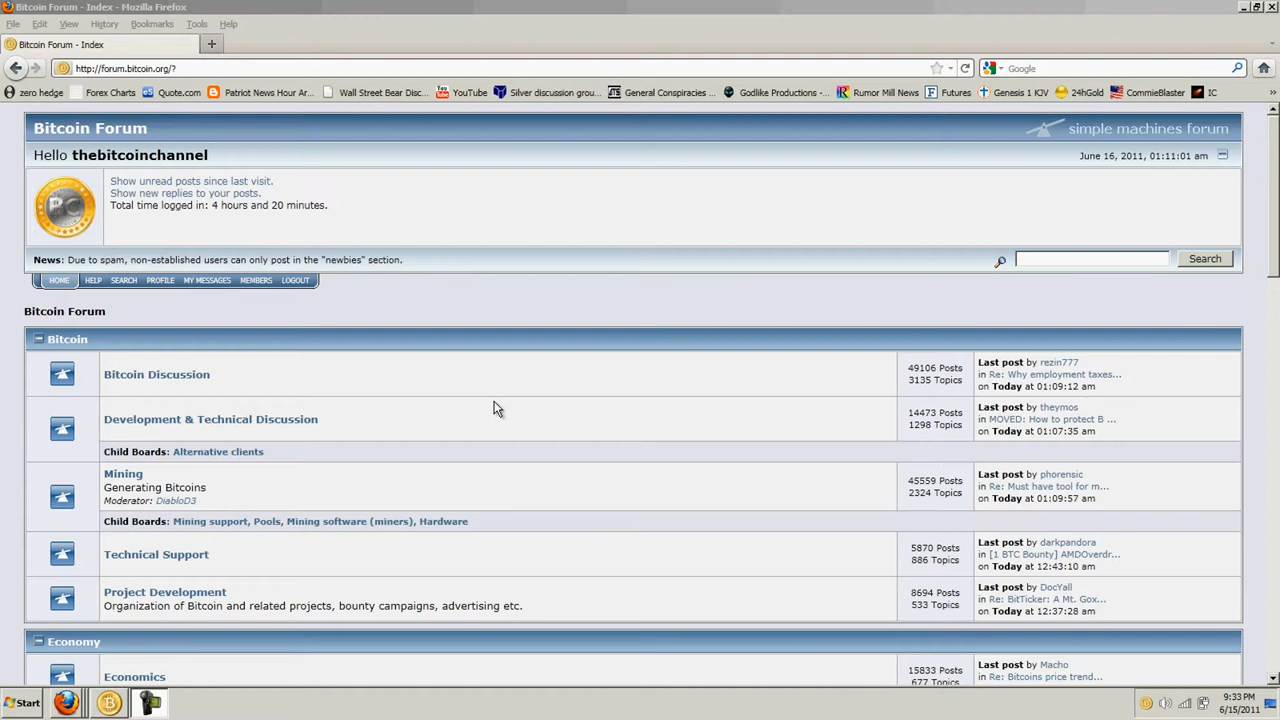 Bitcoin Forum - Index - Mozilla Firefox
File Edit View History Bookmarks Tools Help
Bitcoin Forum - Index
http://forum.bitcoin.org/?
Google
zero hedge Forex Charts Quote.com Patriot News Hour Ar... Wall Street Bear Disc... YouTube Silver discussion grou... General Conspiracies ... Godlike Productions -... Rumor Mill News Futures Genesis 1 KJV 24hGold CommieBlaster IC
Bitcoin Forum
simple machines forum
Hello thebitcoinchannel
June 16, 2011, 01:11:01 am
BC
Show unread posts since last visit.
Show new replies to your posts.
Total time logged in: 4 hours and 20 minutes.
News: Due to spam, non-established users can only post in the "newbies" section.
Search
HOME HELP SEARCH PROFILE MY MESSAGES MEMBERS LOGOUT
Bitcoin Forum
Bitcoin
Bitcoin Discussion
49106 Posts
3135 Topics
Last post by rezin777
in Re: Why employment taxes...
on Today at 01:09:12 am
Development & Technical Discussion
14473 Posts
1298 Topics
Last post by theymos
in MOVED: How to protect B ...
on Today at 01:07:35 am
Child Boards: Alternative clients
Mining
Generating Bitcoins
Moderator: DiabloD3
45559 Posts
2324 Topics
Last post by phorensic
in Re: Must have tool for m...
on Today at 01:09:57 am
Child Boards: Mining support, Pools, Mining software (miners), Hardware
Technical Support
5870 Posts
886 Topics
Last post by darkpandora
in [1 BTC Bounty] AMDOverdr...
on Today at 12:43:10 am
Project Development
Organization of Bitcoin and related projects, bounty campaigns, advertising etc.
8694 Posts
533 Topics
Last post by DocYall
in Re: BitTicker: A Mt. Gox...
on Today at 12:37:28 am
Economy
Economics
15833 Posts
677 Topics
Last post by Macho
in Re: Bitcoins price trend...
Start
9:33 PM
6/15/2011